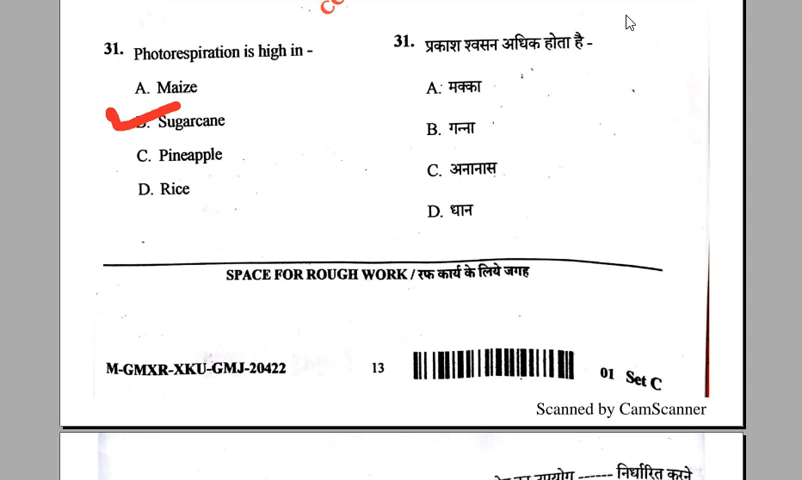 31. Photorespiration is high in -
A. Maize
B. Sugarcane
C. Pineapple
D. Rice
31. प्रकाश श्वसन अधिक होता है -
A. मक्का
B. गन्ना
C. अनानास
D. धान
SPACE FOR ROUGH WORK / रफ कार्य के लिये जगह
M-GMXR-XKU-GMJ-20422 13 01 Set C
Scanned by CamScanner
उपयोग ------ निर्धारित करने